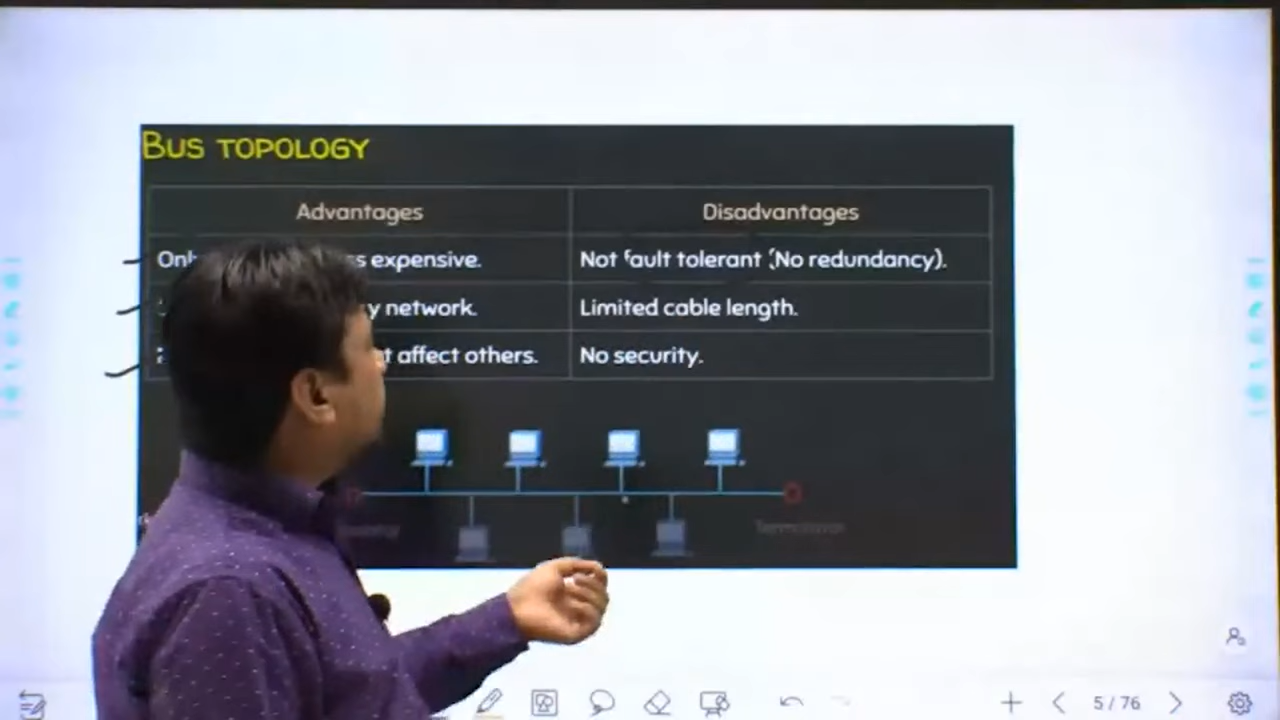 BUS TOPOLOGY
Advantages Disadvantages
expensive. Not fault tolerant (No redundancy).
network. Limited cable length.
affect others. No security.
Terminator
5 / 76